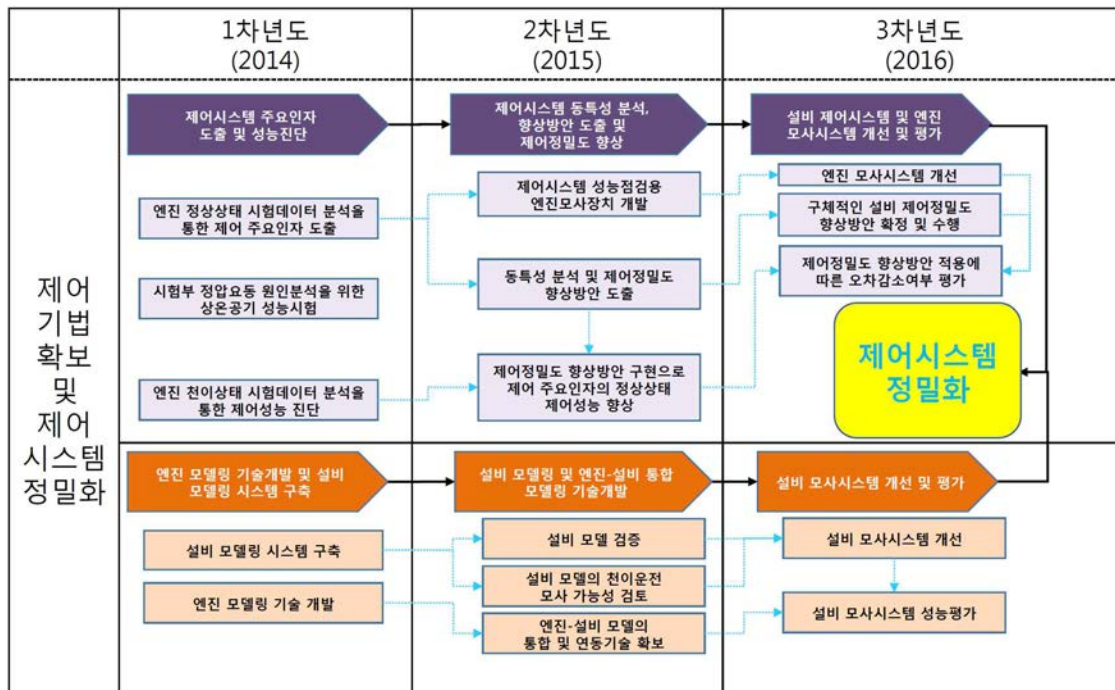 1차년도
(2014)
2차년도
(2015)
3차년도
(2016)
제어
기법
확보
및
제어
시스템
정밀화
제어시스템 주요인자
도출 및 성능진단
제어시스템 동특성 분석,
향상방안 도출 및
제어정밀도 향상
설비 제어시스템 및 엔진
모사시스템 개선 및 평가
엔진 정상상태 시험데이터 분석을
통한 제어 주요인자 도출
시험부 정압요동 원인분석을 위한
상온공기 성능시험
엔진 천이상태 시험데이터 분석을
통한 제어성능 진단
제어시스템 성능점검용
엔진모사장치 개발
동특성 분석 및 제어정밀도
향상방안 도출
제어정밀도 향상방안 구현으로
제어 주요인자의 정상상태
제어성능 향상
엔진 모사시스템 개선
구체적인 설비 제어정밀도
향상방안 확정 및 수행
제어정밀도 향상방안 적용에
따른 오차감소여부 평가
제어시스템
정밀화
엔진 모델링 기술개발 및 설비
모델링 시스템 구축
설비 모델링 및 엔진-설비 통합
모델링 기술개발
설비 모사시스템 개선 및 평가
설비 모델링 시스템 구축
엔진 모델링 기술 개발
설비 모델 검증
설비 모델의 천이운전
모사 가능성 검토
엔진-설비 모델의
통합 및 연동기술 확보
설비 모사시스템 개선
설비 모사시스템 성능평가